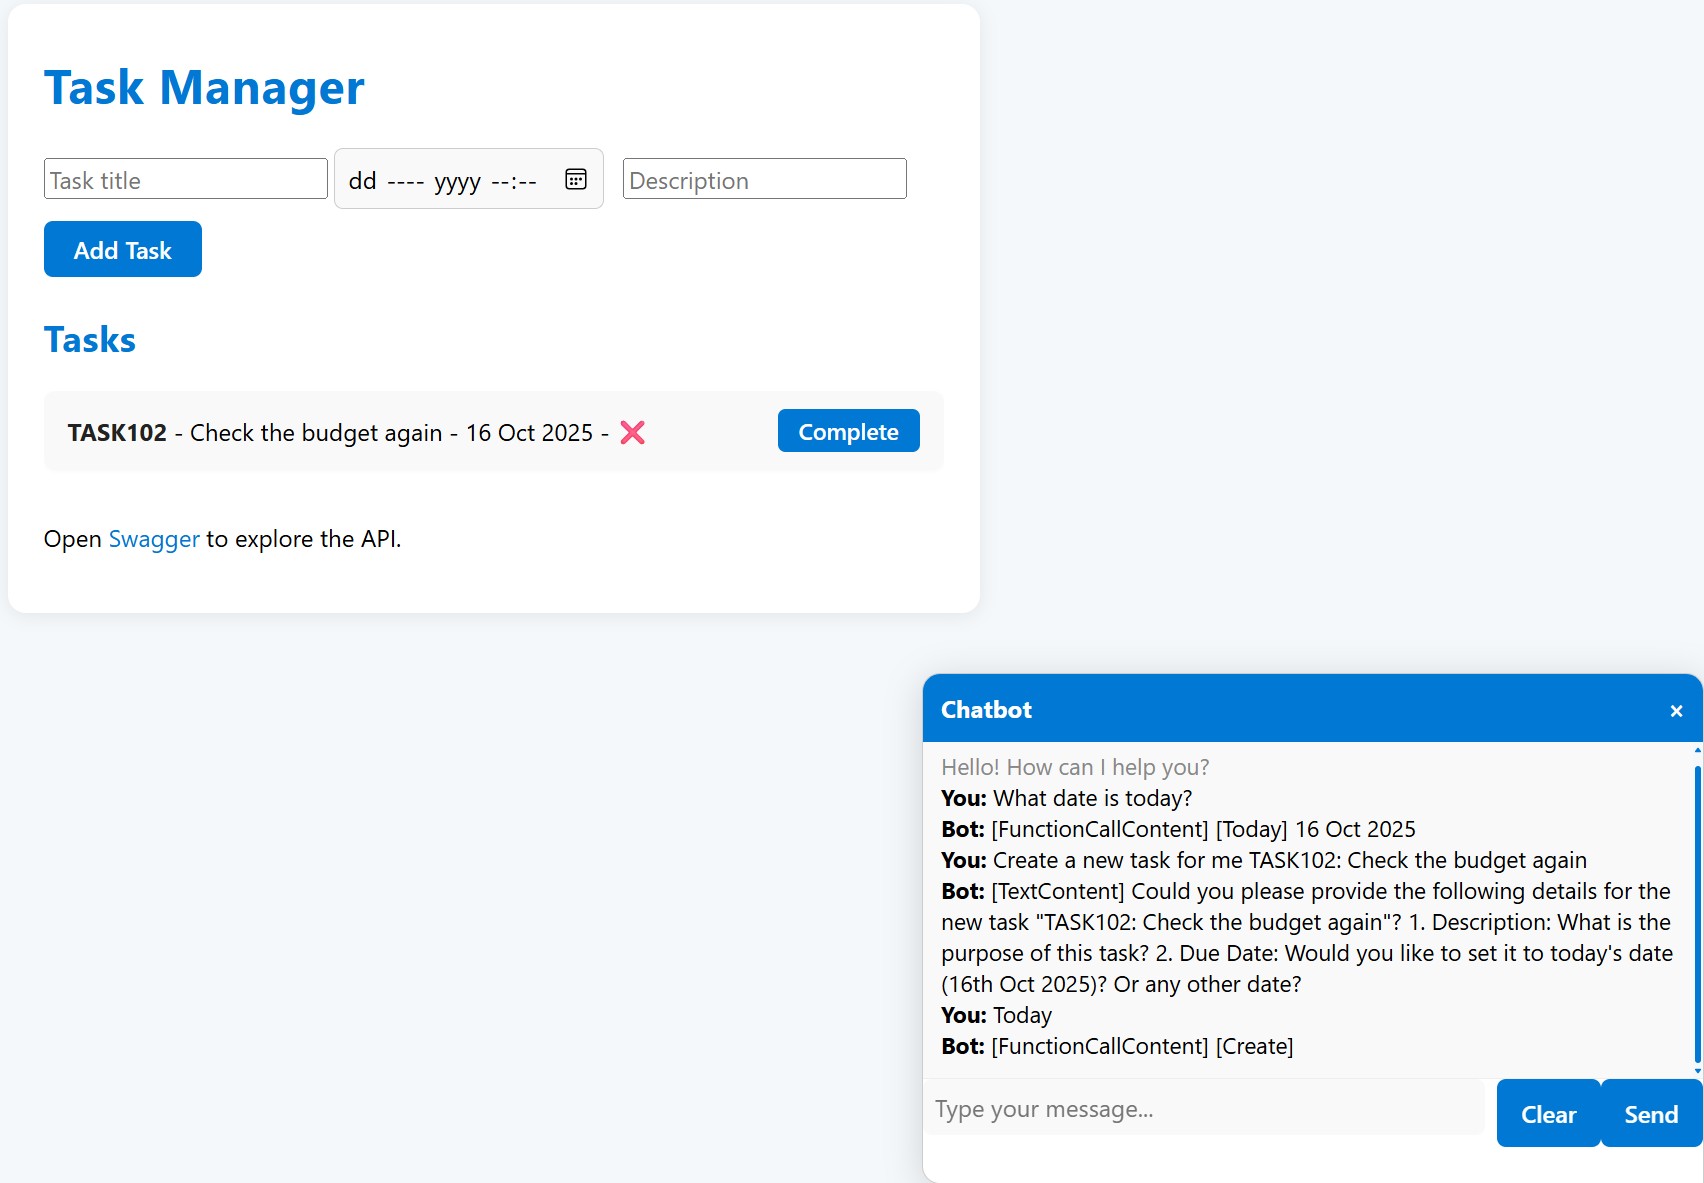 Task Manager
Task title
dd ---- yyyy --:--
Description
Add Task
Tasks
TASK102 - Check the budget again - 16 Oct 2025 - ❌
Complete
Open Swagger to explore the API.
Chatbot
×
Hello! How can I help you?
You: What date is today?
Bot: [FunctionCallContent] [Today] 16 Oct 2025
You: Create a new task for me TASK102: Check the budget again
Bot: [TextContent] Could you please provide the following details for the
new task "TASK102: Check the budget again"? 1. Description: What is the
purpose of this task? 2. Due Date: Would you like to set it to today's date
(16th Oct 2025)? Or any other date?
You: Today
Bot: [FunctionCallContent] [Create]
Type your message...
Clear
Send